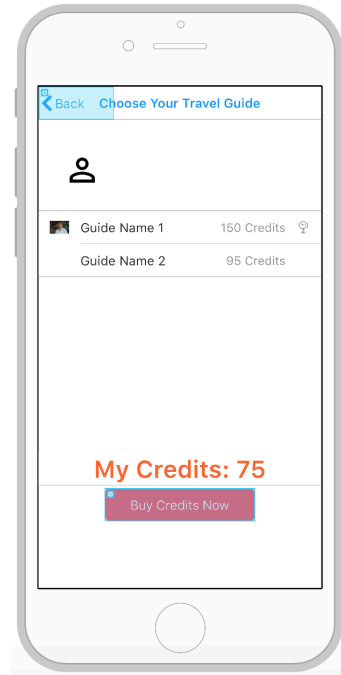 Back Choose Your Travel Guide
Guide Name 1 150 Credits
Guide Name 2 95 Credits
My Credits: 75
Buy Credits Now